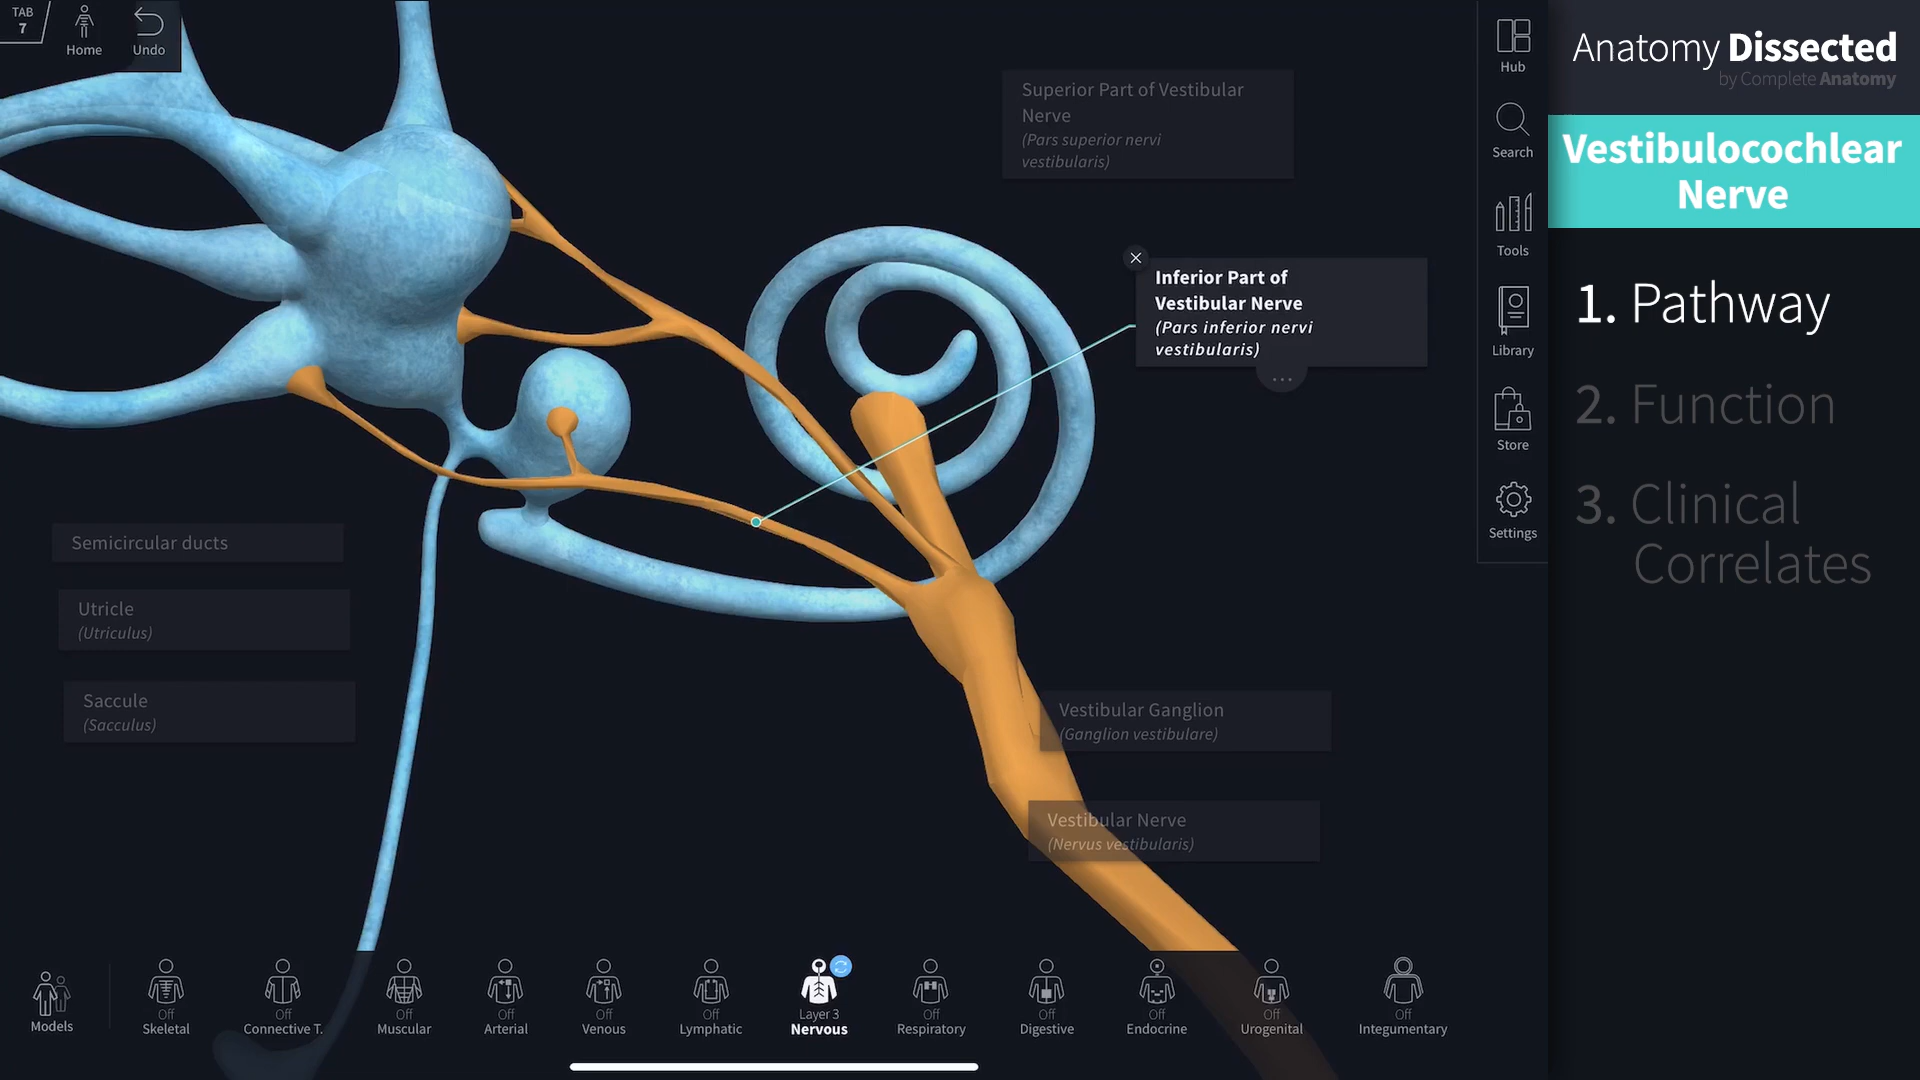 TAB
7
Home
Undo
Superior Part of Vestibular
Nerve
(Pars superior nervi
vestibularis)
Inferior Part of
Vestibular Nerve
(Pars inferior nervi
vestibularis)
...
Semicircular ducts
Utricle
(Utriculus)
Saccule
(Sacculus)
Vestibular Ganglion
(Ganglion vestibulare)
Vestibular Nerve
(Nervus vestibularis)
Hub
Search
Tools
Library
Store
Settings
Anatomy Dissected
by Complete Anatomy
Vestibulocochlear
Nerve
1. Pathway
2. Function
3. Clinical
Correlates
Models
Off
Skeletal
Off
Connective T.
Off
Muscular
Off
Arterial
Off
Venous
Off
Lymphatic
Layer 3
Nervous
Off
Respiratory
Off
Digestive
Off
Endocrine
Off
Urogenital
Off
Integumentary